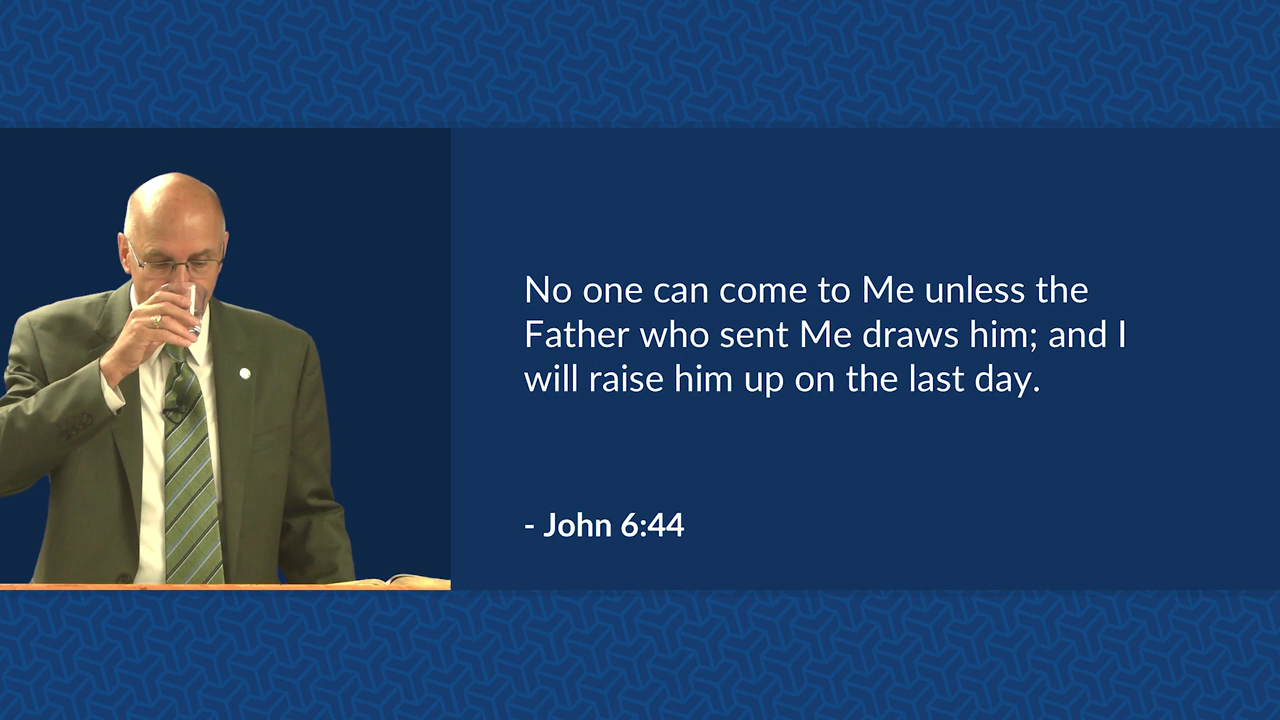 No one can come to Me unless the
Father who sent Me draws him; and I
will raise him up on the last day.
- John 6:44